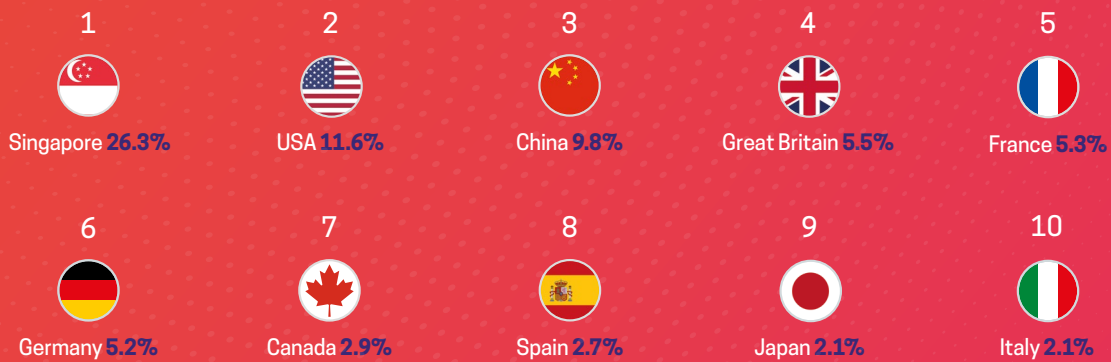 1 2 3 4 5
Singapore 26.3% USA 11.6% China 9.8% Great Britain 5.5% France 5.3%
6 7 8 9 10
Germany 5.2% Canada 2.9% Spain 2.7% Japan 2.1% Italy 2.1%